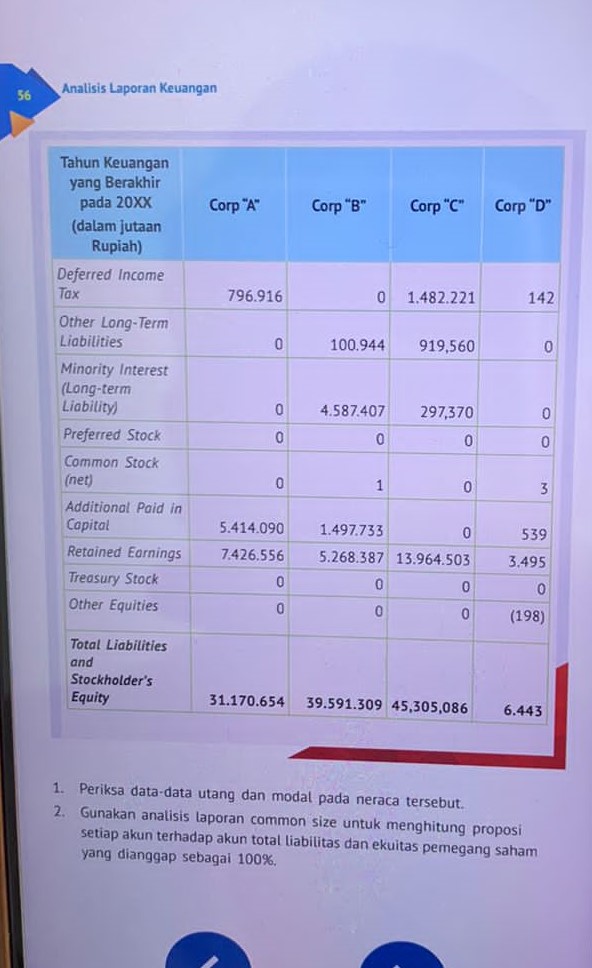 56
Analisis Laporan Keuangan
Tahun Keuangan
yang Berakhir
pada 20XX
(dalam jutaan
Rupiah)
Corp "A" Corp "B" Corp "C" Corp "D"
Deferred Income
Tax 796.916 0 1.482.221 142
Other Long-Term
Liabilities 0 100.944 919,560 0
Minority Interest
(Long-term
Liability) 0 4.587.407 297,370 0
Preferred Stock 0 0 0 0
Common Stock
(net) 0 1 0 3
Additional Paid in
Capital 5.414.090 1.497.733 0 539
Retained Earnings 7.426.556 5.268.387 13.964.503 3.495
Treasury Stock 0 0 0 0
Other Equities 0 0 0 (198)
Total Liabilities
and
Stockholder's
Equity 31.170.654 39.591.309 45,305,086 6.443
1. Periksa data-data utang dan modal pada neraca tersebut.
2. Gunakan analisis laporan common size untuk menghitung proposi
setiap akun terhadap akun total liabilitas dan ekuitas pemegang saham
yang dianggap sebagai 100%.